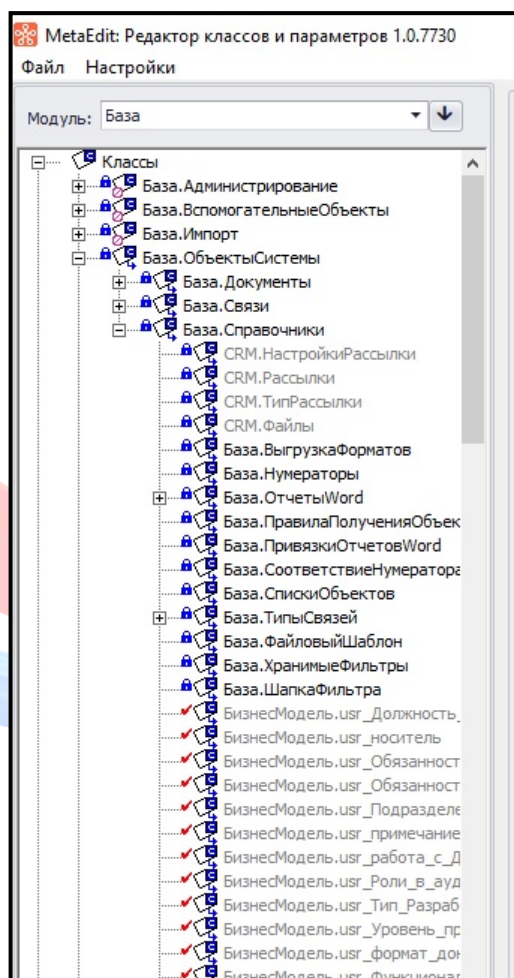 MetaEdit: Редактор классов и параметров 1.0.7730
Файл Настройки
Модуль: База
Классы
База.Администрирование
База.ВспомогательныеОбъекты
База.Импорт
База.ОбъектыСистемы
База.Документы
База.Связи
База.Справочники
CRM.НастройкиРассылки
CRM.Рассылки
CRM.ТипРассылки
CRM.Файлы
База.ВыгрузкаФорматов
База.Нумераторы
База.ОтчетыWord
База.ПравилаПолученияОбъек
База.ПривязкиОтчетовWord
База.СоответствиеНумератора
База.СпискиОбъектов
База.ТипыСвязей
База.ФайловыйШаблон
База.ХранимыеФильтры
База.ШапкаФильтра
БизнесМодель.usr_Должность_
БизнесМодель.usr_носитель
БизнесМодель.usr_Обязанност
БизнесМодель.usr_Обязанност
БизнесМодель.usr_Подразделе
БизнесМодель.usr_примечание
БизнесМодель.usr_работа_с_Д
БизнесМодель.usr_Роли_в_ауд
БизнесМодель.usr_Тип_Разраб
БизнесМодель.usr_Уровень_пр
БизнесМодель.usr_формат_дон
БизнесМодель.usr_Функционал